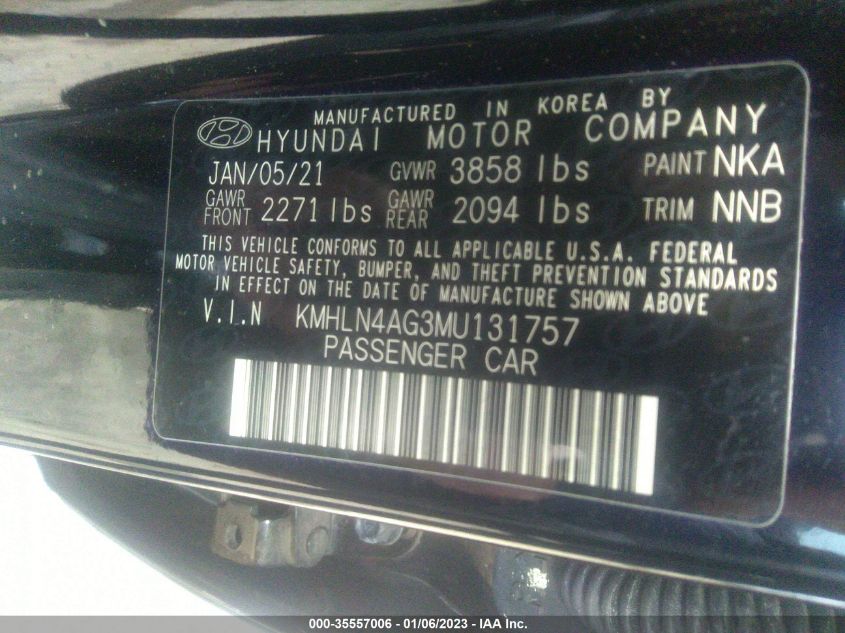 MANUFACTURED IN KOREA BY
HYUNDAI MOTOR COMPANY
JAN/05/21 GVWR 3858 lbs PAINT NKA
GAWR FRONT 2271 lbs GAWR REAR 2094 lbs TRIM NNB
THIS VEHICLE CONFORMS TO ALL APPLICABLE U.S.A. FEDERAL
MOTOR VEHICLE SAFETY, BUMPER, AND THEFT PREVENTION STANDARDS
IN EFFECT ON THE DATE OF MANUFACTURE SHOWN ABOVE
V.I.N KMHLN4AG3MU131757
PASSENGER CAR
000-35557006 - 01/06/2023 - IAA Inc.